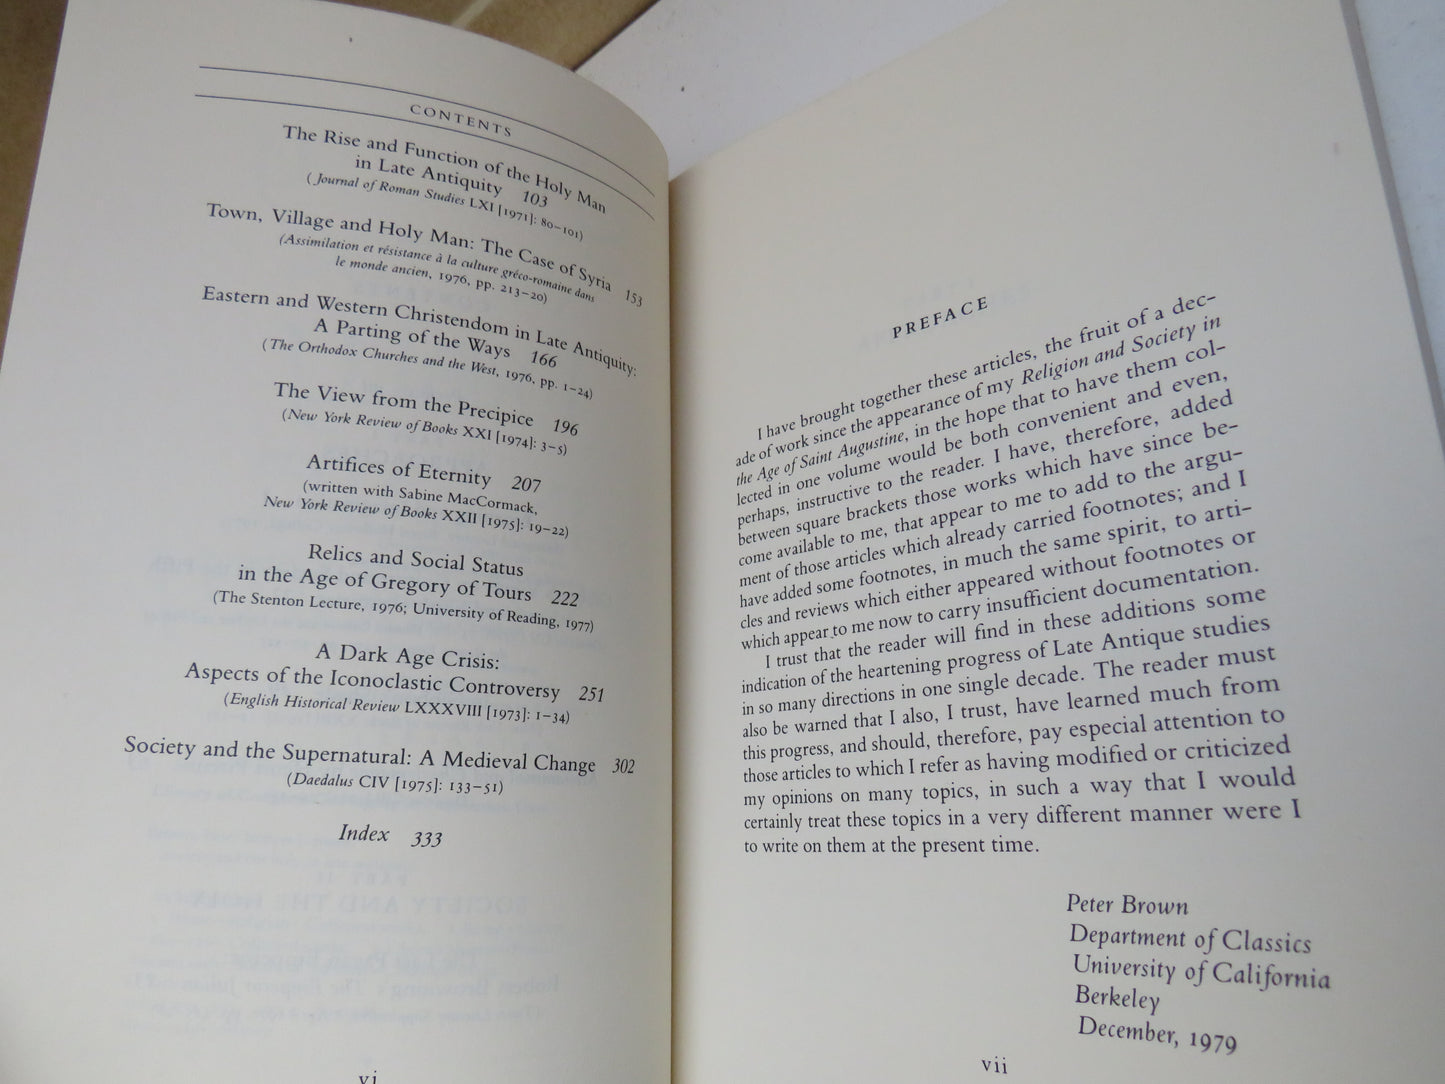 CONTENTS
The Rise and Function of the Holy Man
in Late Antiquity 103
(Journal of Roman Studies LXI [1971]: 80–101)
Town, Village and Holy Man: The Case of Syria 153
(Assimilation et résistance à la culture gréco-romaine dans
le monde ancien, 1976, pp. 213–20)
Eastern and Western Christendom in Late Antiquity:
A Parting of the Ways 166
(The Orthodox Churches and the West, 1976, pp. 1–24)
The View from the Precipice 196
(New York Review of Books XXI [1974]: 3–5)
Artifices of Eternity 207
(written with Sabine MacCormack,
New York Review of Books XXII [1975]: 19–22)
Relics and Social Status
in the Age of Gregory of Tours 222
(The Stenton Lecture, 1976; University of Reading, 1977)
A Dark Age Crisis:
Aspects of the Iconoclastic Controversy 251
(English Historical Review LXXXVIII [1973]: 1–34)
Society and the Supernatural: A Medieval Change 302
(Daedalus CIV [1975]: 133–51)
Index 333
vi
PREFACE
I have brought together these articles, the fruit of a dec-
ade of work since the appearance of my Religion and Society in
the Age of Saint Augustine, in the hope that to have them col-
lected in one volume would be both convenient and even,
perhaps, instructive to the reader. I have, therefore, added
between square brackets those works which have since be-
come available to me, that appear to me to add to the argu-
ment of those articles which already carried footnotes; and I
have added some footnotes, in much the same spirit, to arti-
cles and reviews which either appeared without footnotes or
which appear to me now to carry insufficient documentation.
I trust that the reader will find in these additions some
indication of the heartening progress of Late Antique studies
in so many directions in one single decade. The reader must
also be warned that I also, I trust, have learned much from
this progress, and should, therefore, pay especial attention to
those articles to which I refer as having modified or criticized
my opinions on many topics, in such a way that I would
certainly treat these topics in a very different manner were I
to write on them at the present time.
Peter Brown
Department of Classics
University of California
Berkeley
December, 1979
vii